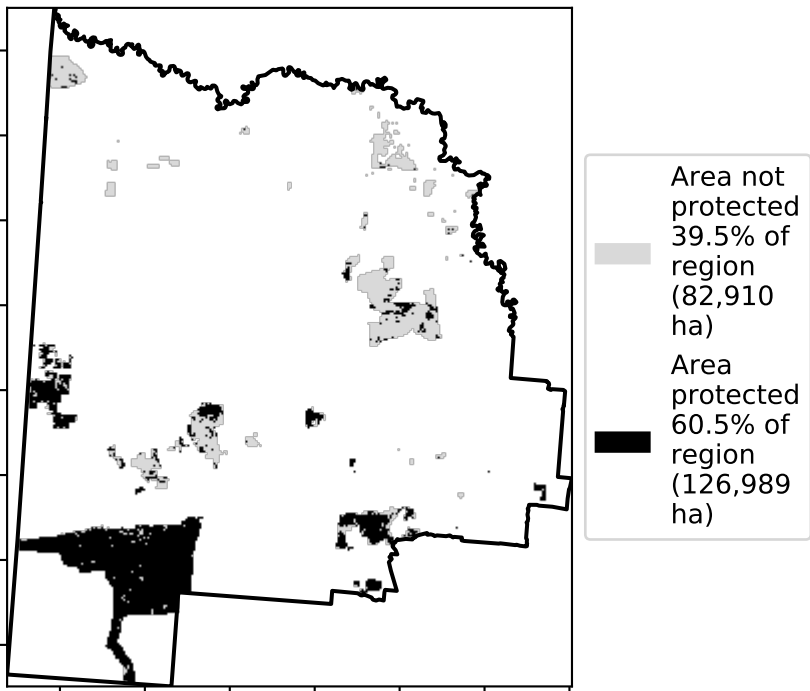 Area not
protected
39.5% of
region
(82,910
ha)
Area
protected
60.5% of
region
(126,989
ha)